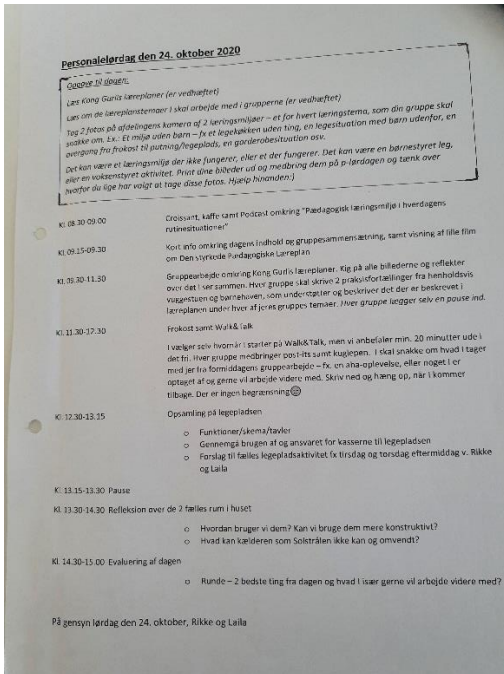 Personalelørdag den 24. oktober 2020
Opgave til dagen:
Læs Kong Gurlis læreplaner (er vedhæftet)
Læs om de læreplanstemaer I skal arbejde med i grupperne (er vedhæftet)
Tag 2 fotos på afdelingens kamera af 2 læringsmiljøer – et for hvert læringstema, som din gruppe skal
snakke om. Ex.: Et miljø uden børn – fx et legekøkken uden ting, en legesituation med børn udenfor, en
overgang fra frokost til putning/legeplads, en garderobesituation osv.
Det kan være et læringsmiljø der ikke fungerer, eller et der fungerer. Det kan være en børnestyret leg,
eller en voksenstyret aktivitet. Print dine billeder ud og medbring dem på p-lørdagen og tænk over
hvorfor du lige har valgt at tage disse fotos. Hjælp hinanden:)
Kl. 08.30-09.00 Croissant, kaffe samt Podcast omkring "Pædagogisk læringsmiljø i hverdagens
rutinesituationer"
Kl. 09.15-09.30 Kort info omkring dagens indhold og gruppesammensætning, samt visning af lille film
om Den styrkede Pædagogiske Læreplan
Kl. 09.30-11.30 Gruppearbejde omkring Kong Gurlis læreplaner. Kig på alle billederne og reflekter
over det I ser sammen. Hver gruppe skal skrive 2 praksisfortællinger fra henholdsvis
vuggestuen og børnehaven, som understøtter og beskriver det der er beskrevet i
læreplanen under hver af jeres gruppes temaer. Hver gruppe lægger selv en pause ind.
Kl. 11.30-12.30 Frokost samt Walk&Talk
I vælger selv hvornår I starter på Walk&Talk, men vi anbefaler min. 20 minutter ude i
det fri. Hver gruppe medbringer post-its samt kuglepen. I skal snakke om hvad I tager
med jer fra formiddagens gruppearbejde – fx. en aha-oplevelse, eller noget I er
optaget af og gerne vil arbejde videre med. Skriv ned og hæng op, når I kommer
tilbage. Der er ingen begrænsning☺
Kl. 12.30-13.15 Opsamling på legepladsen
o Funktioner/skema/tavler
o Gennemgå brugen af og ansvaret for kasserne til legepladsen
o Forslag til fælles legepladsaktivitet fx tirsdag og torsdag eftermiddag v. Rikke
og Laila
Kl. 13.15-13.30 Pause
Kl. 13.30-14.30 Refleksion over de 2 fælles rum i huset
o Hvordan bruger vi dem? Kan vi bruge dem mere konstruktivt?
o Hvad kan kælderen som Solstrålen ikke kan og omvendt?
Kl. 14.30-15.00 Evaluering af dagen
o Runde – 2 bedste ting fra dagen og hvad I især gerne vil arbejde videre med?
På gensyn lørdag den 24. oktober, Rikke og Laila